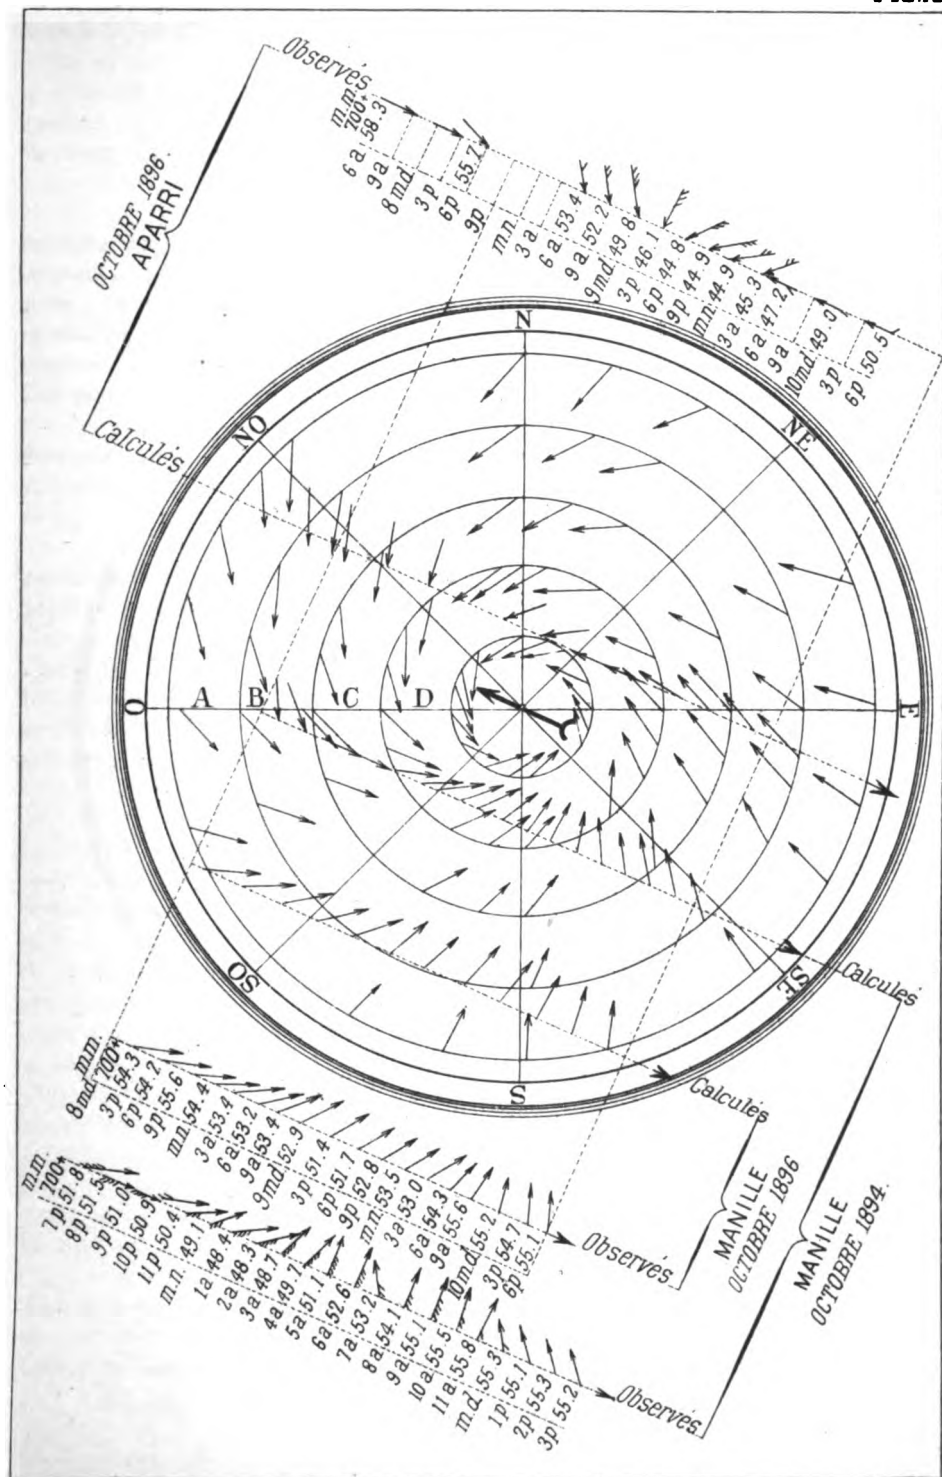 Observés
OCTOBRE 1896.
APARRI
Calculés
m.m.
700+
6 a 58.3
9 a
8 md
3 p
6 p 55.7
9 p
m.n.
3 a
6 a 53.4
9 a 52.2
9 md 49.8
3 p 46.1
6 p 44.8
9 p 44.9
m.n. 44.9
3 a 45.3
6 a 47.2
9 a
10 md 49.0
3 p
6 p 50.5
N
NO
NE
O
A
B
C
D
E
SO
SE
S
Calculés
Calculés
m.m.
8 md 700+
3 p 54.3
6 p 54.2
9 p 55.6
m.n. 54.4
3 a 53.4
6 a 53.2
9 a 53.4
9 md 52.9
3 p 51.4
6 p 51.7
9 p 52.8
m.n. 53.5
3 a 53.0
6 a 54.3
9 a 55.6
10 md 55.2
3 p 54.7
6 p 55.1
Observés
MANILLE
OCTOBRE 1896
m.m.
700+
7 p 51.8
8 p 51.5
9 p 51.0
10 p 50.9
11 p 50.4
m.n. 49.1
1 a 48.4
2 a 48.3
3 a 48.7
4 a 49.7
5 a 51.1
6 a 52.6
7 a 53.2
8 a 54.1
9 a 55.1
10 a 55.5
11 a 55.8
m.d. 55.3
1 p 55.1
2 p 55.3
3 p 55.2
Observés
MANILLE
OCTOBRE 1894.